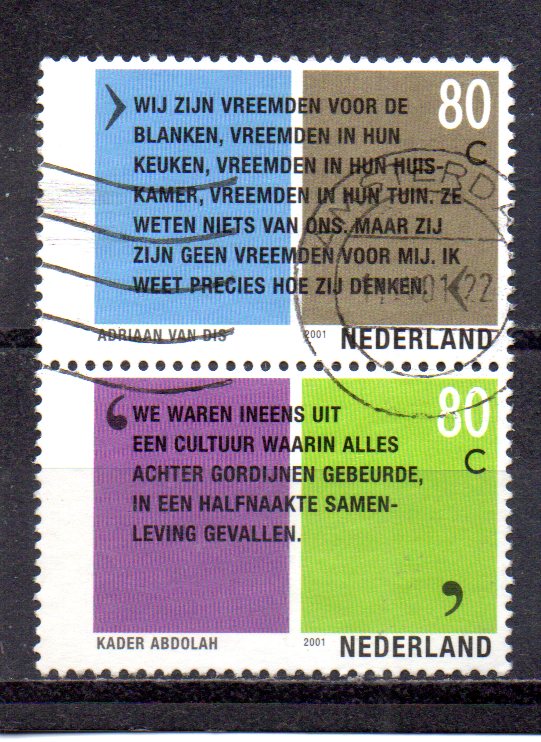 WIJ ZIJN VREEMDEN VOOR DE
BLANKEN, VREEMDEN IN HUN
KEUKEN, VREEMDEN IN HUN HUIS-
KAMER, VREEMDEN IN HUN TUIN. ZE
WETEN NIETS VAN ONS. MAAR ZIJ
ZIJN GEEN VREEMDEN VOOR MIJ. IK
WEET PRECIES HOE ZIJ DENKEN.
80
C
ADRIAAN VAN DIS
2001
NEDERLAND
‘WE WAREN INEENS UIT
EEN CULTUUR WAARIN ALLES
ACHTER GORDIJNEN GEBEURDE,
IN EEN HALFNAAKTE SAMEN-
LEVING GEVALLEN.
80
C
’
KADER ABDOLAH
2001
NEDERLAND